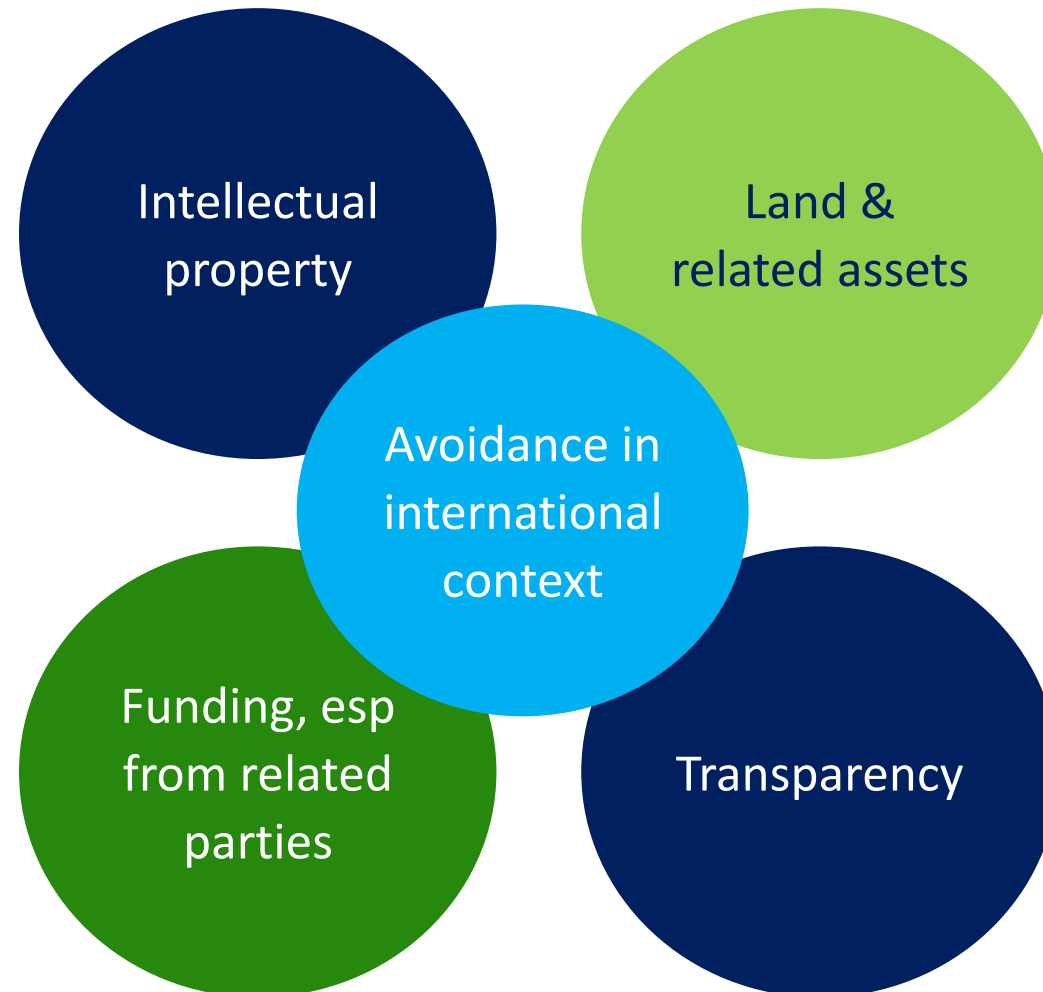 Intellectual
property
Land &
related assets
Avoidance in
international
context
Funding, esp
from related
parties
Transparency